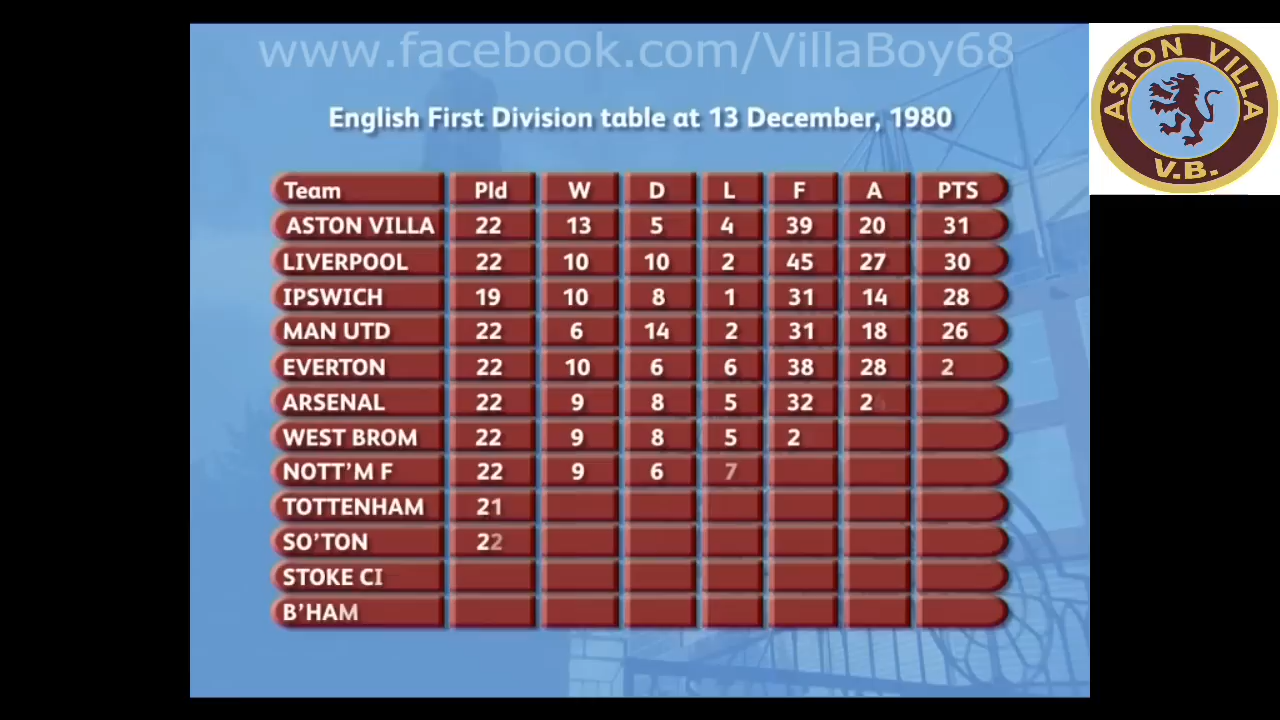 www.facebook.com/VillaBoy68
ASTON VILLA
V.B.
English First Division table at 13 December, 1980
Team Pld W D L F A PTS
ASTON VILLA 22 13 5 4 39 20 31
LIVERPOOL 22 10 10 2 45 27 30
IPSWICH 19 10 8 1 31 14 28
MAN UTD 22 6 14 2 31 18 26
EVERTON 22 10 6 6 38 28 2
ARSENAL 22 9 8 5 32 2
WEST BROM 22 9 8 5 2
NOTT'M F 22 9 6 7
TOTTENHAM 21
SO'TON 22
STOKE CI
B'HAM